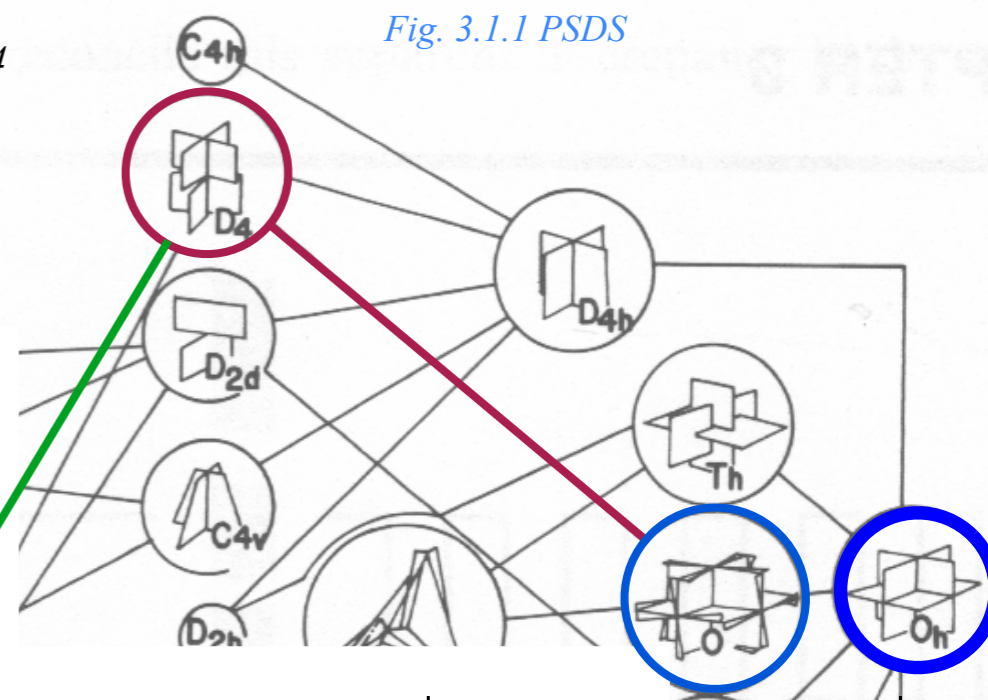 Fig. 3.1.1 PSDS
C4h
D4
D4h
D2d
Th
C4v
D2h
O
Oh